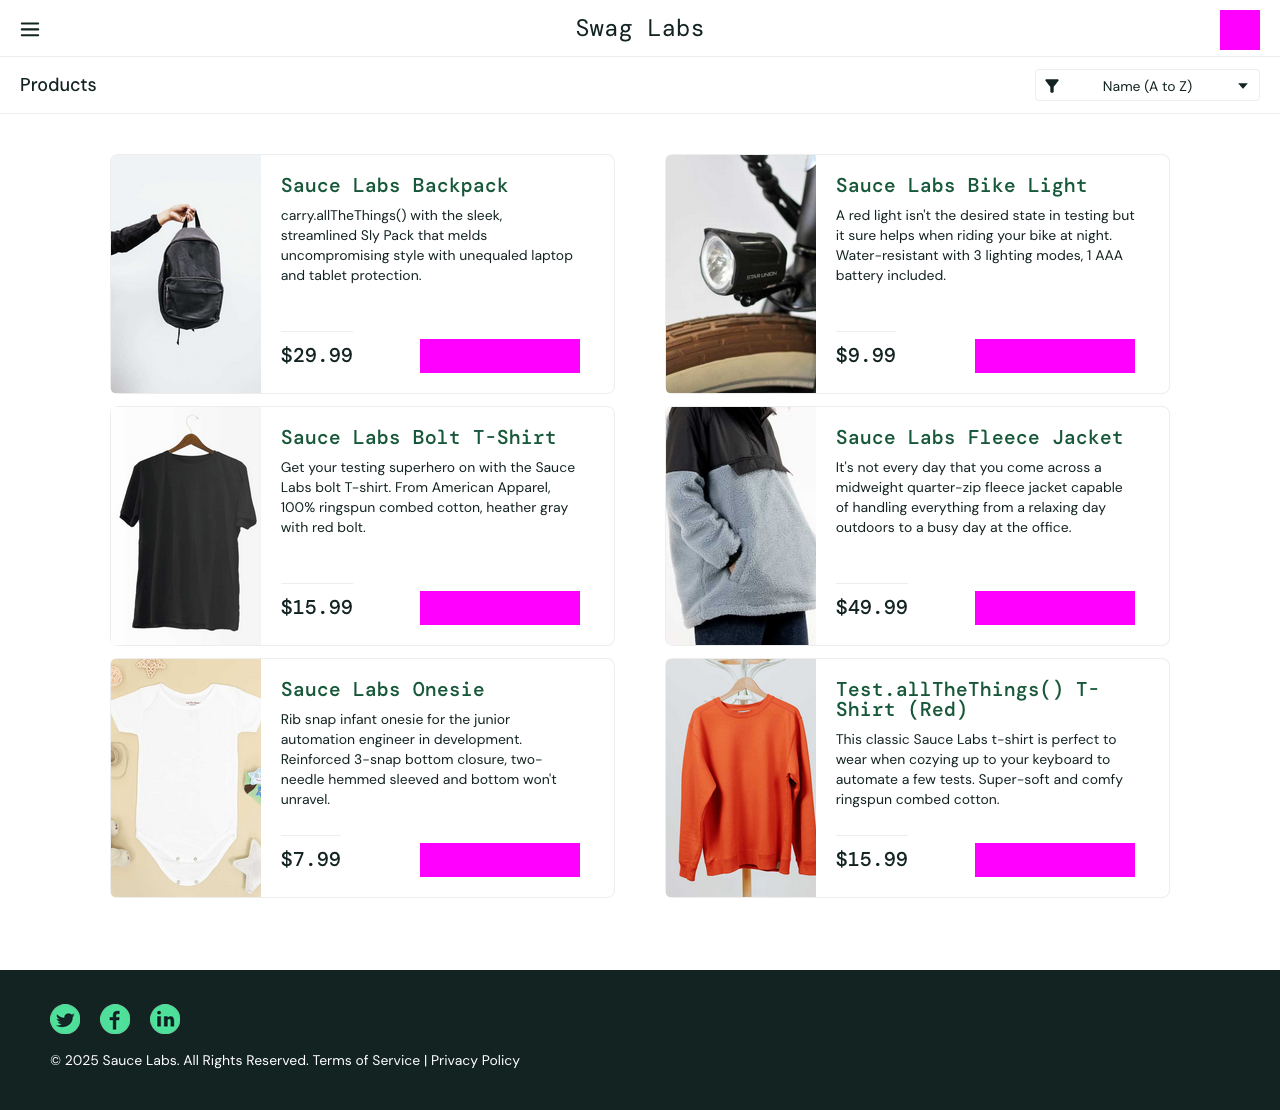 Swag Labs
Products
Name (A to Z)
Sauce Labs Backpack
carry.allTheThings() with the sleek,
streamlined Sly Pack that melds
uncompromising style with unequaled laptop
and tablet protection.
$29.99
Sauce Labs Bike Light
A red light isn't the desired state in testing but
it sure helps when riding your bike at night.
Water-resistant with 3 lighting modes, 1 AAA
battery included.
STAR UNION
$9.99
Sauce Labs Bolt T-Shirt
Get your testing superhero on with the Sauce
Labs bolt T-shirt. From American Apparel,
100% ringspun combed cotton, heather gray
with red bolt.
$15.99
Sauce Labs Fleece Jacket
It's not every day that you come across a
midweight quarter-zip fleece jacket capable
of handling everything from a relaxing day
outdoors to a busy day at the office.
$49.99
Sauce Labs Onesie
Rib snap infant onesie for the junior
automation engineer in development.
Reinforced 3-snap bottom closure, two-
needle hemmed sleeved and bottom won't
unravel.
$7.99
Test.allTheThings() T-
Shirt (Red)
This classic Sauce Labs t-shirt is perfect to
wear when cozying up to your keyboard to
automate a few tests. Super-soft and comfy
ringspun combed cotton.
$15.99
© 2025 Sauce Labs. All Rights Reserved. Terms of Service | Privacy Policy